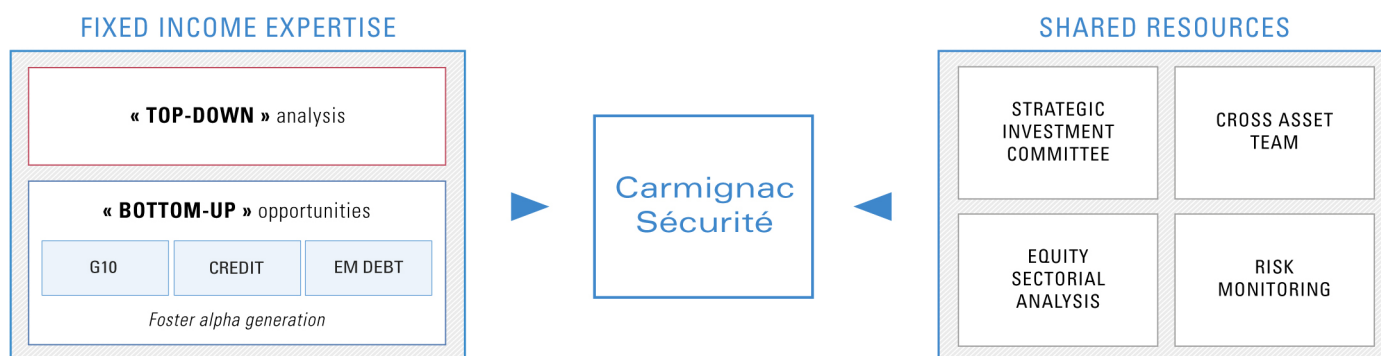 FIXED INCOME EXPERTISE
« TOP-DOWN » analysis
« BOTTOM-UP » opportunities
G10
CREDIT
EM DEBT
Foster alpha generation
Carmignac
Sécurité
SHARED RESOURCES
STRATEGIC
INVESTMENT
COMMITTEE
CROSS ASSET
TEAM
EQUITY
SECTORIAL
ANALYSIS
RISK
MONITORING